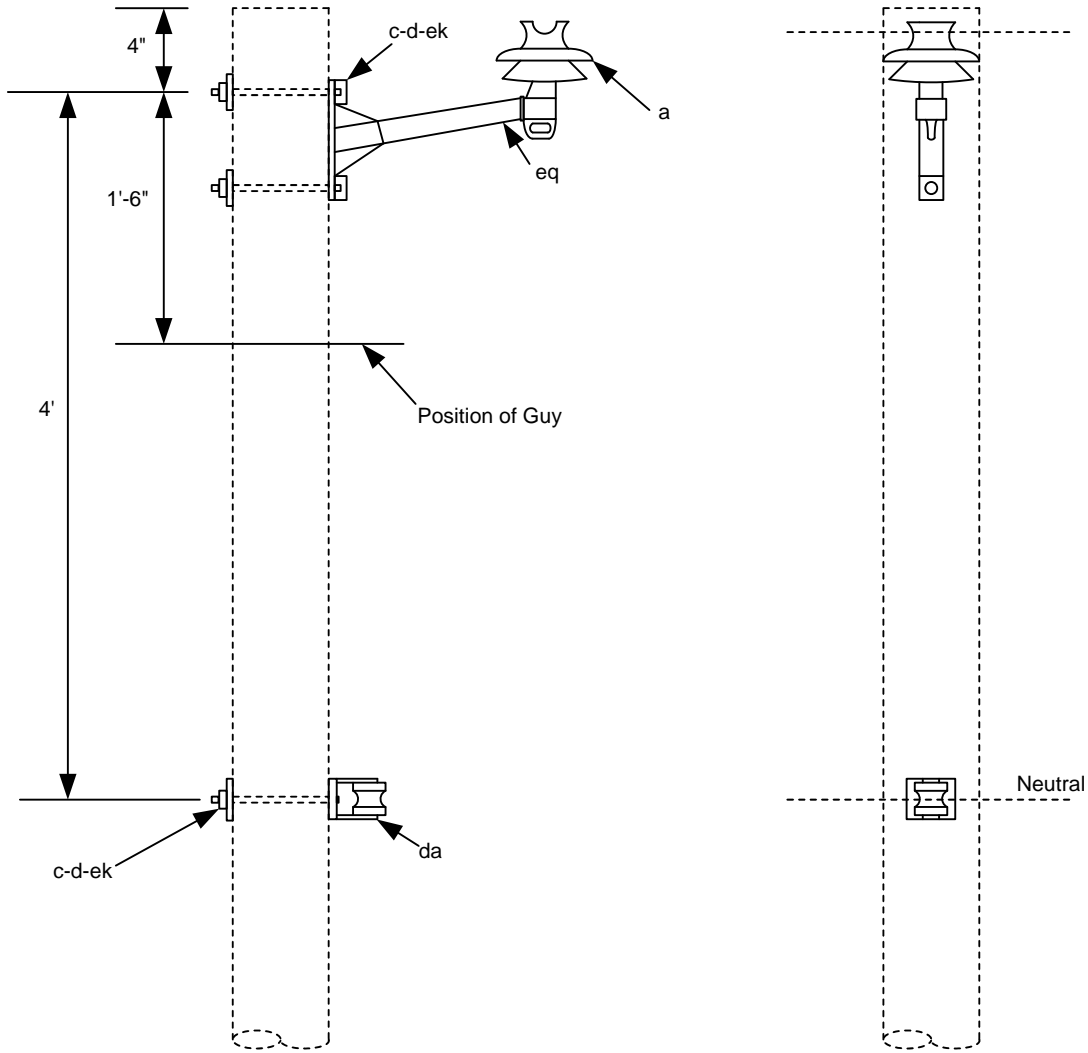 4"
c-d-ek
a
eq
1'-6"
4'
Position of Guy
Neutral
da
c-d-ek